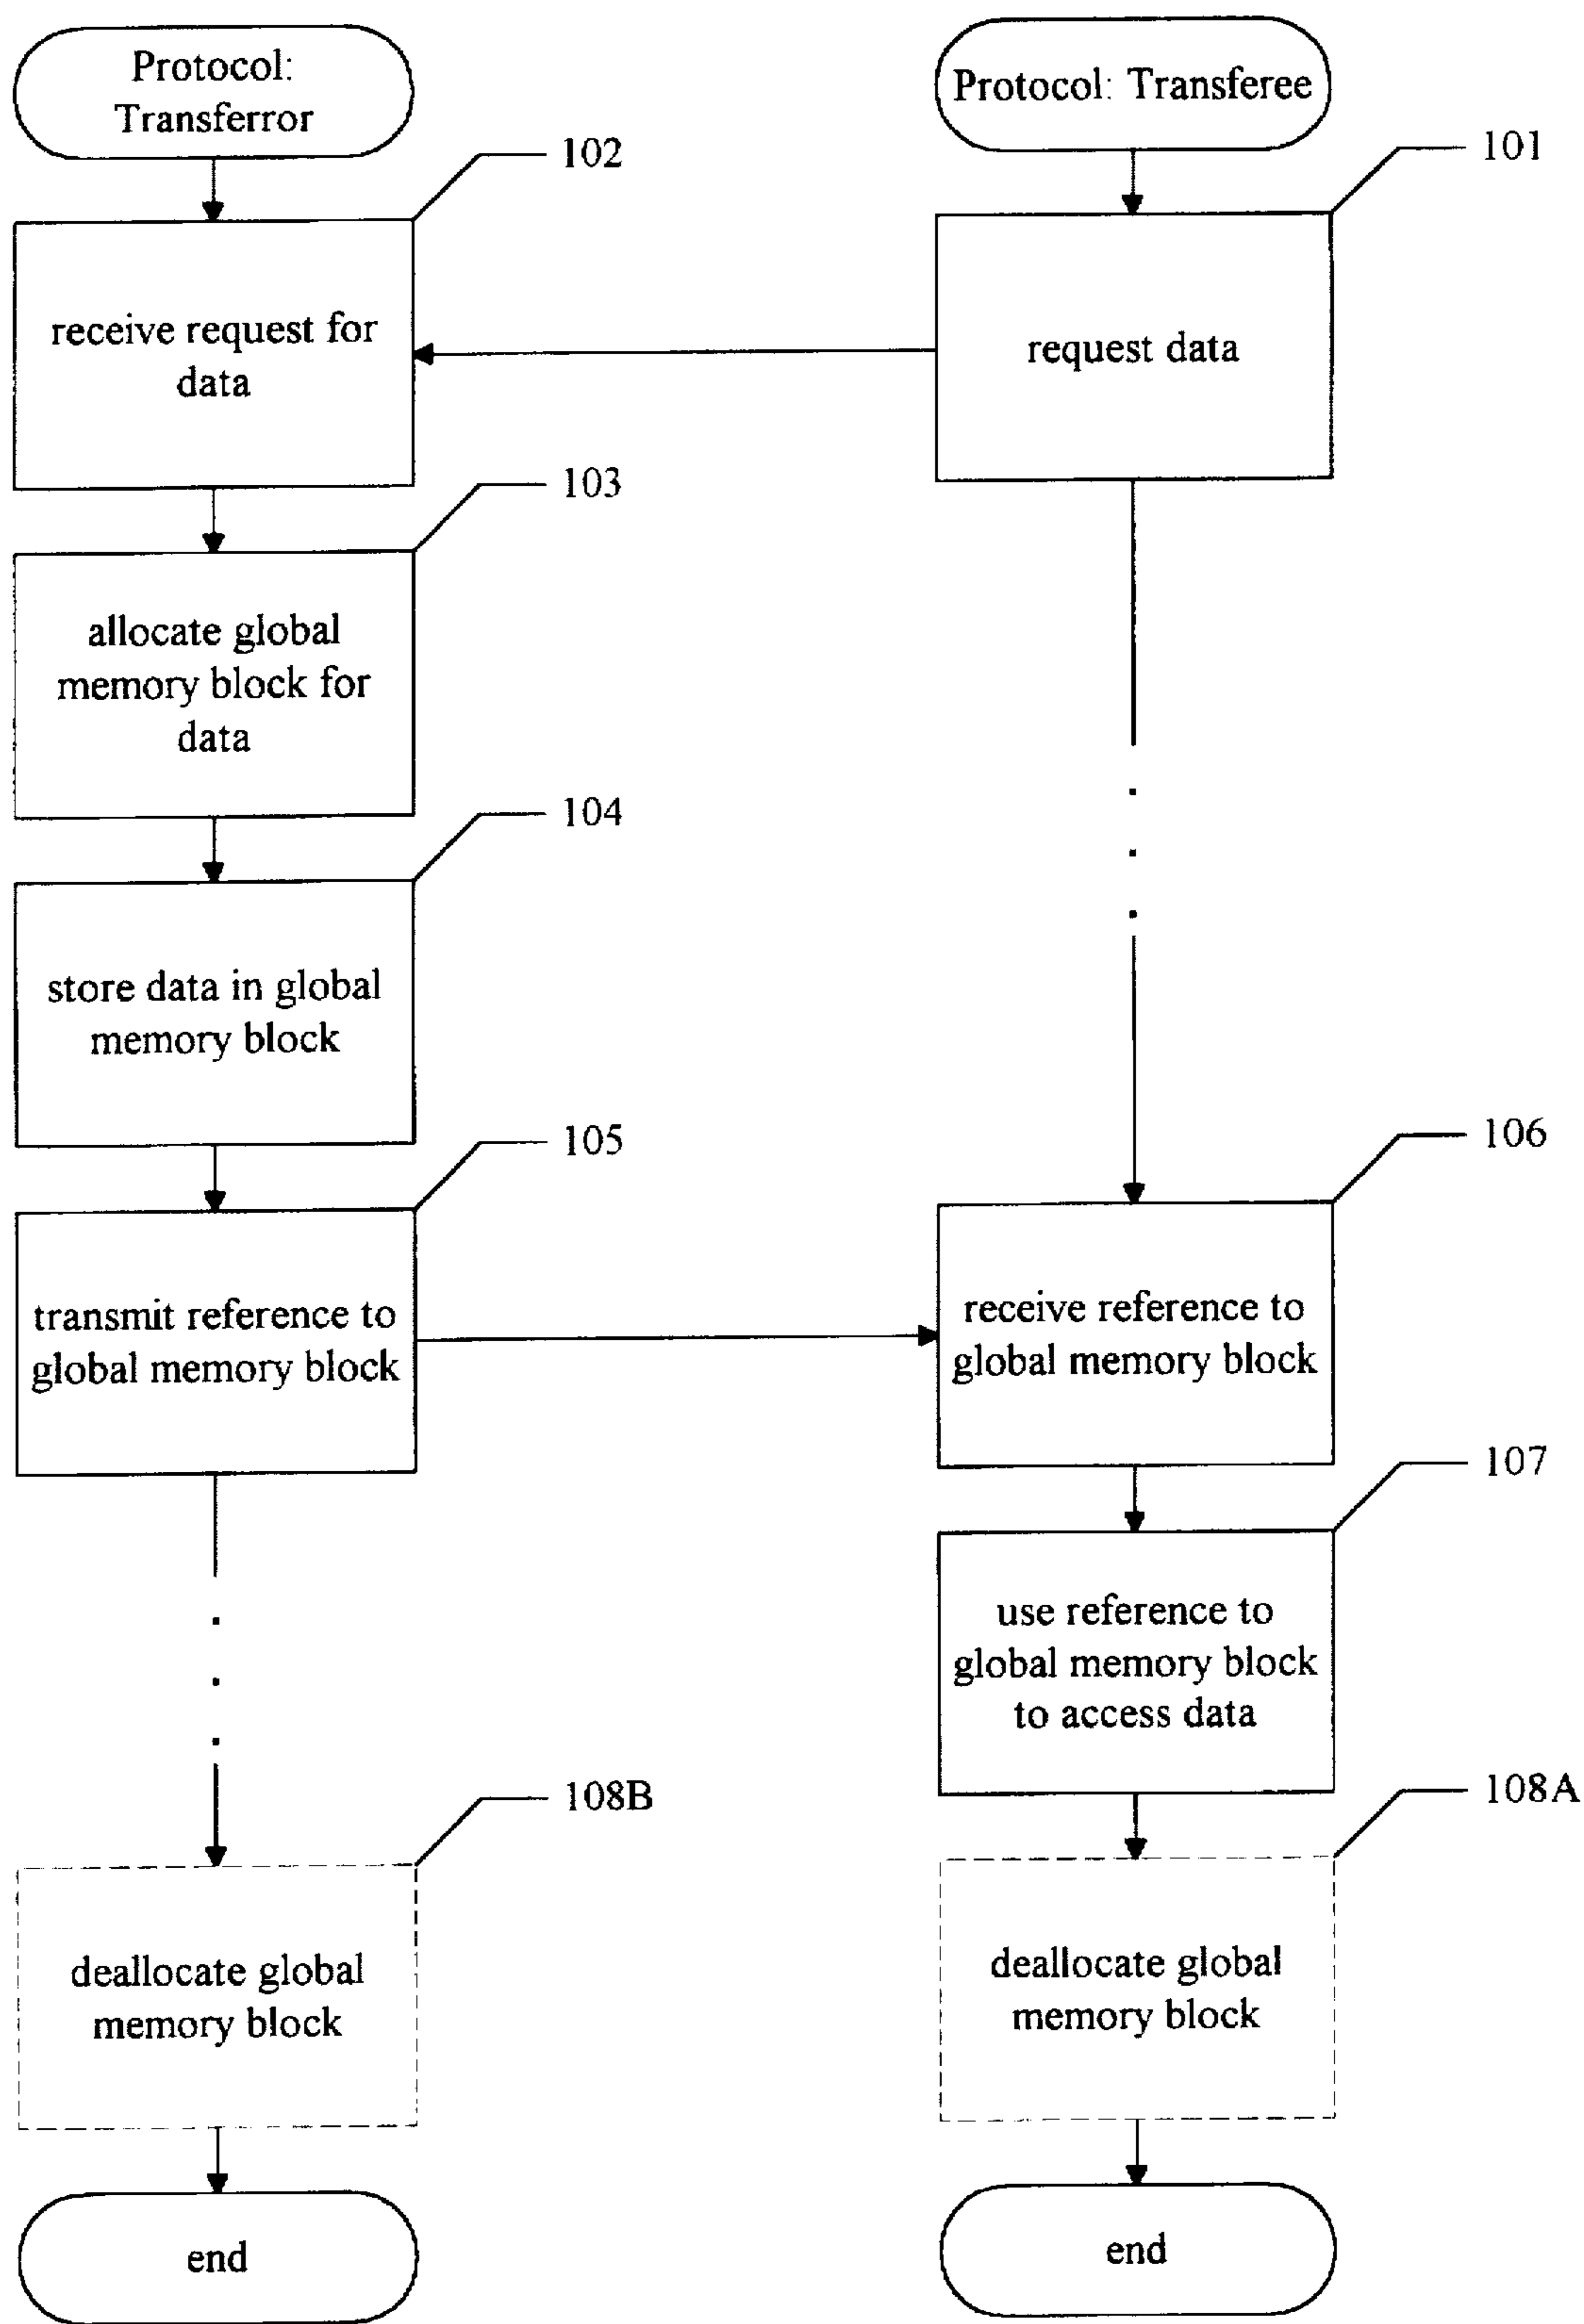 Protocol:
Transferror
102
receive request for
data
103
allocate global
memory block for
data
104
store data in global
memory block
105
transmit reference to
global memory block
108B
deallocate global
memory block
end
Protocol: Transferee
101
request data
106
receive reference to
global memory block
107
use reference to
global memory block
to access data
108A
deallocate global
memory block
end